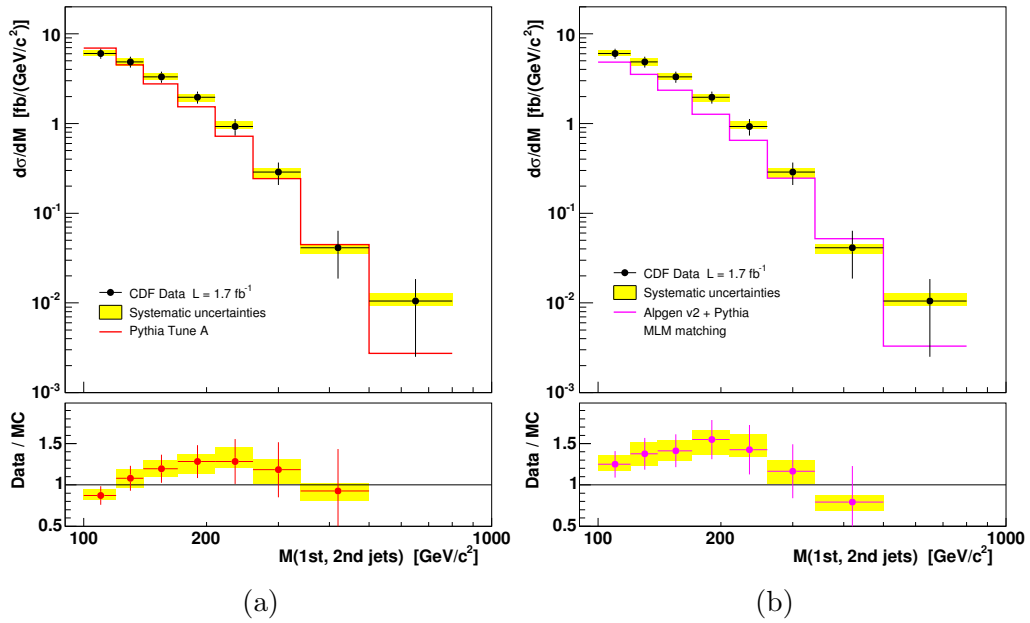 dσ/dM [fb/(GeV/c²)]
10
1
10⁻¹
10⁻²
10⁻³
CDF Data L = 1.7 fb⁻¹
Systematic uncertainties
Pythia Tune A
Data / MC
1.5
1
0.5
100
200
1000
M(1st, 2nd jets) [GeV/c²]
(a)
dσ/dM [fb/(GeV/c²)]
10
1
10⁻¹
10⁻²
10⁻³
CDF Data L = 1.7 fb⁻¹
Systematic uncertainties
Alpgen v2 + Pythia
MLM matching
Data / MC
1.5
1
0.5
100
200
1000
M(1st, 2nd jets) [GeV/c²]
(b)